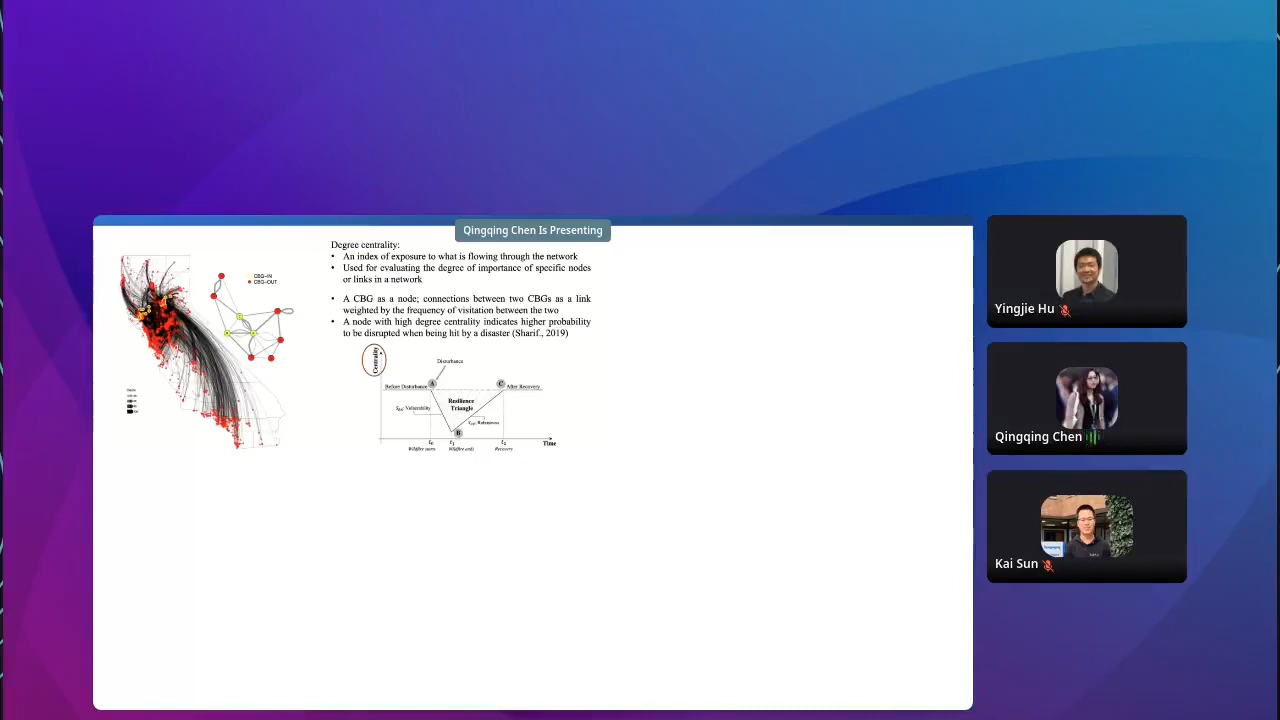 Qingqing Chen Is Presenting
Degree centrality:
• An index of exposure to what is flowing through the network
• Used for evaluating the degree of importance of specific nodes
or links in a network
• A CBG as a node; connections between two CBGs as a link
weighted by the frequency of visitation between the two
• A node with high degree centrality indicates higher probability
to be disrupted when being hit by a disaster (Sharif., 2019)
CBG-IN
CBG-OUT
Centrality
Disturbance
Before Disturbance
A
C
After Recovery
Resilience
Triangle
Vulnerability
Robustness
B
t0
t1
t2
Time
Wildfire starts
Wildfire ends
Recovery
Yingjie Hu
Qingqing Chen
Kai Sun